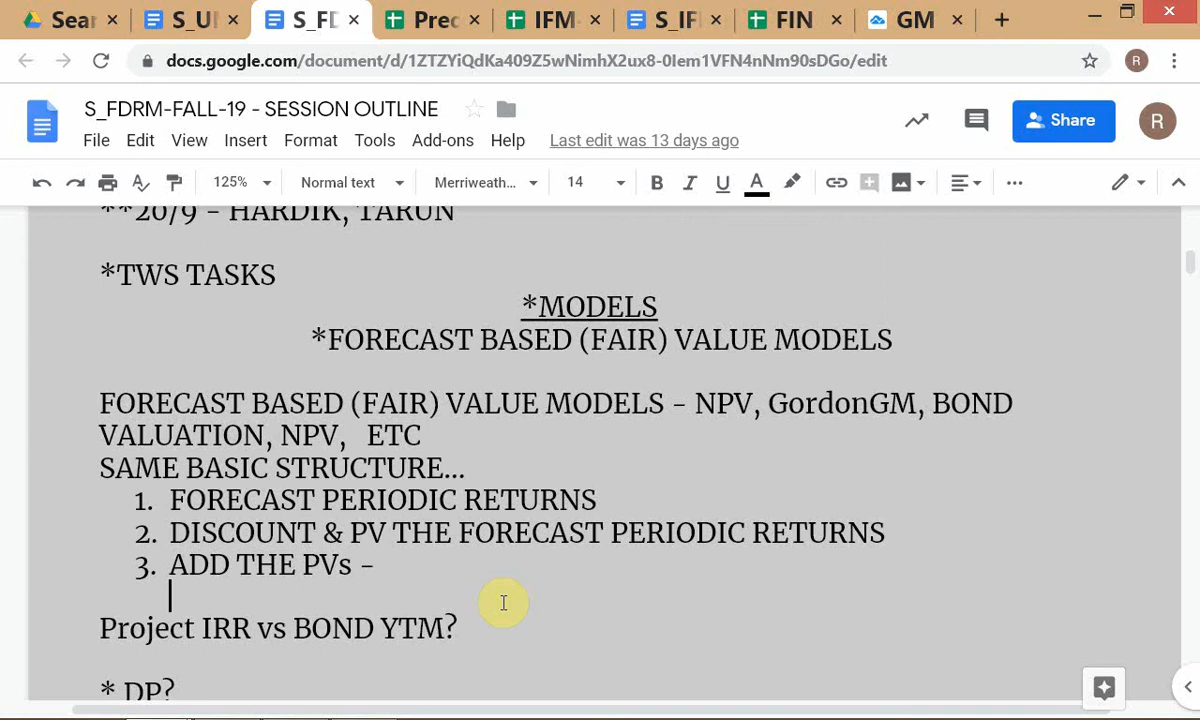 Sear
S_UI
S_FD
Prec
IFM-
S_IF
FIN
GM
docs.google.com/document/d/1ZTZYiQdKa409Z5wNimhX2ux8-0Iem1VFN4nNm90sDGo/edit
R
S_FDRM-FALL-19 - SESSION OUTLINE
Share
R
File Edit View Insert Format Tools Add-ons Help Last edit was 13 days ago
125% Normal text Merriweath... 14 B I U A
**20/9 - HARDIK, TARUN
*TWS TASKS
*MODELS
*FORECAST BASED (FAIR) VALUE MODELS
FORECAST BASED (FAIR) VALUE MODELS - NPV, GordonGM, BOND
VALUATION, NPV, ETC
SAME BASIC STRUCTURE...
1. FORECAST PERIODIC RETURNS
2. DISCOUNT & PV THE FORECAST PERIODIC RETURNS
3. ADD THE PVs -
Project IRR vs BOND YTM?
* DP?